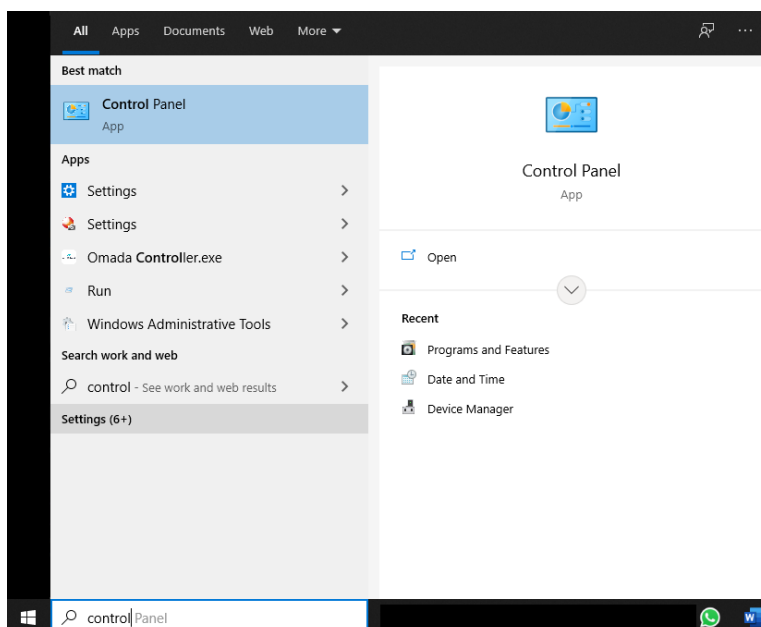 All Apps Documents Web More
Best match
Control Panel
App
Apps
Settings
Settings
Omada Controller.exe
Run
Windows Administrative Tools
Search work and web
control - See work and web results
Settings (6+)
Control Panel
App
Open
Recent
Programs and Features
Date and Time
Device Manager
control Panel
W